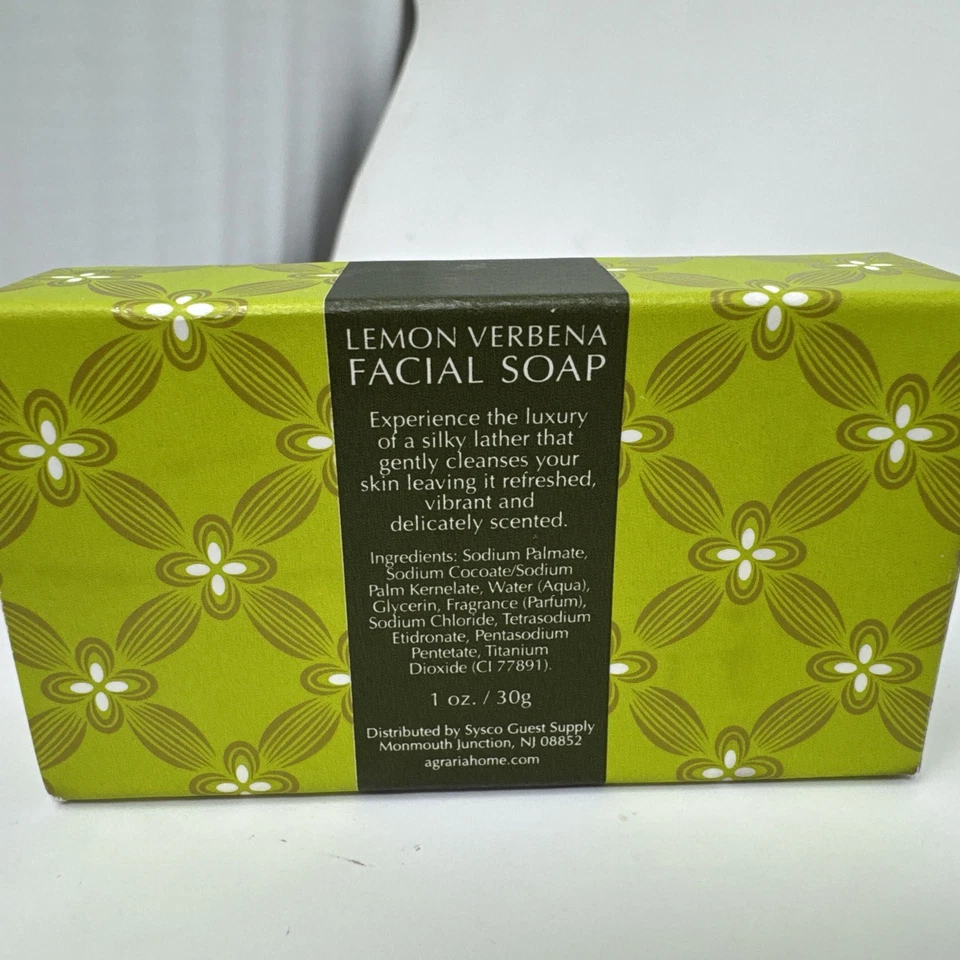 LEMON VERBENA
FACIAL SOAP
Experience the luxury
of a silky lather that
gently cleanses your
skin leaving it refreshed,
vibrant and
delicately scented.
Ingredients: Sodium Palmate,
Sodium Cocoate/Sodium
Palm Kernelate, Water (Aqua),
Glycerin, Fragrance (Parfum),
Sodium Chloride, Tetrasodium
Etidronate, Pentasodium
Pentetate, Titanium
Dioxide (CI 77891).
1 oz. / 30g
Distributed by Sysco Guest Supply
Monmouth Junction, NJ 08852
agrariahome.com